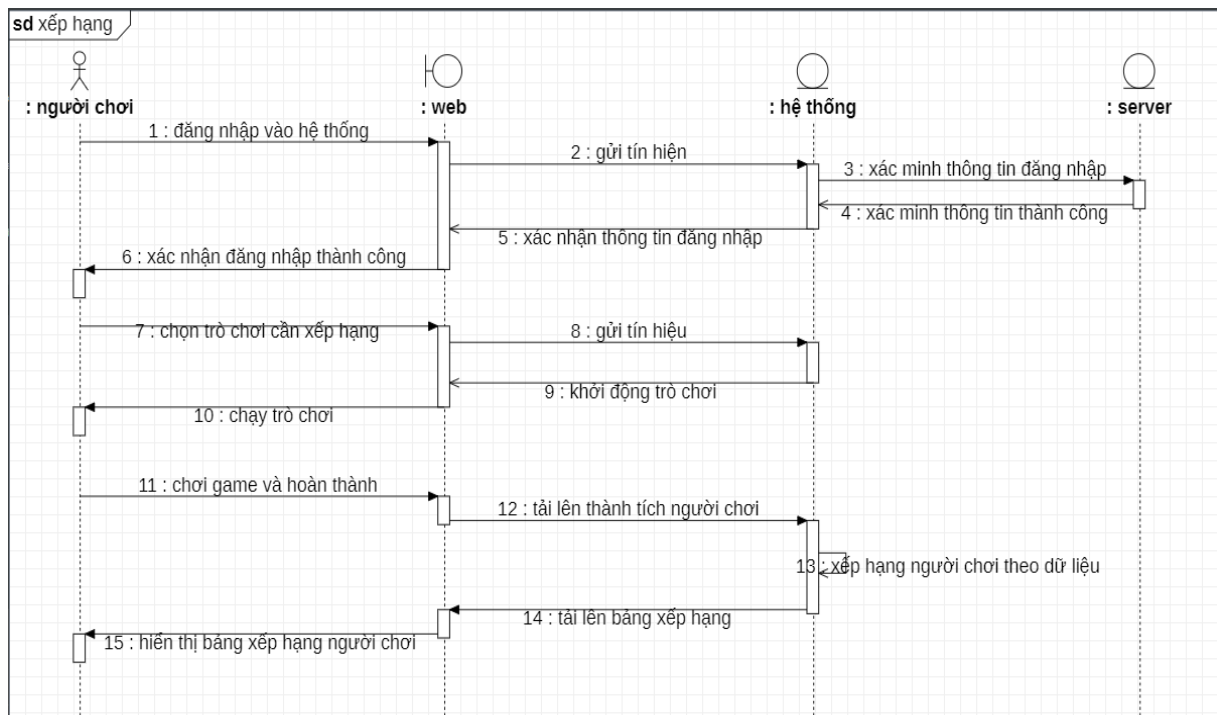 sd xếp hạng
: người chơi
: web
: hệ thống
: server
1 : đăng nhập vào hệ thống
2 : gửi tín hiện
3 : xác minh thông tin đăng nhập
4 : xác minh thông tin thành công
5 : xác nhận thông tin đăng nhập
6 : xác nhận đăng nhập thành công
7 : chọn trò chơi cần xếp hạng
8 : gửi tín hiệu
9 : khởi động trò chơi
10 : chạy trò chơi
11 : chơi game và hoàn thành
12 : tải lên thành tích người chơi
13 : xếp hạng người chơi theo dữ liệu
14 : tải lên bảng xếp hạng
15 : hiển thị bảng xếp hạng người chơi